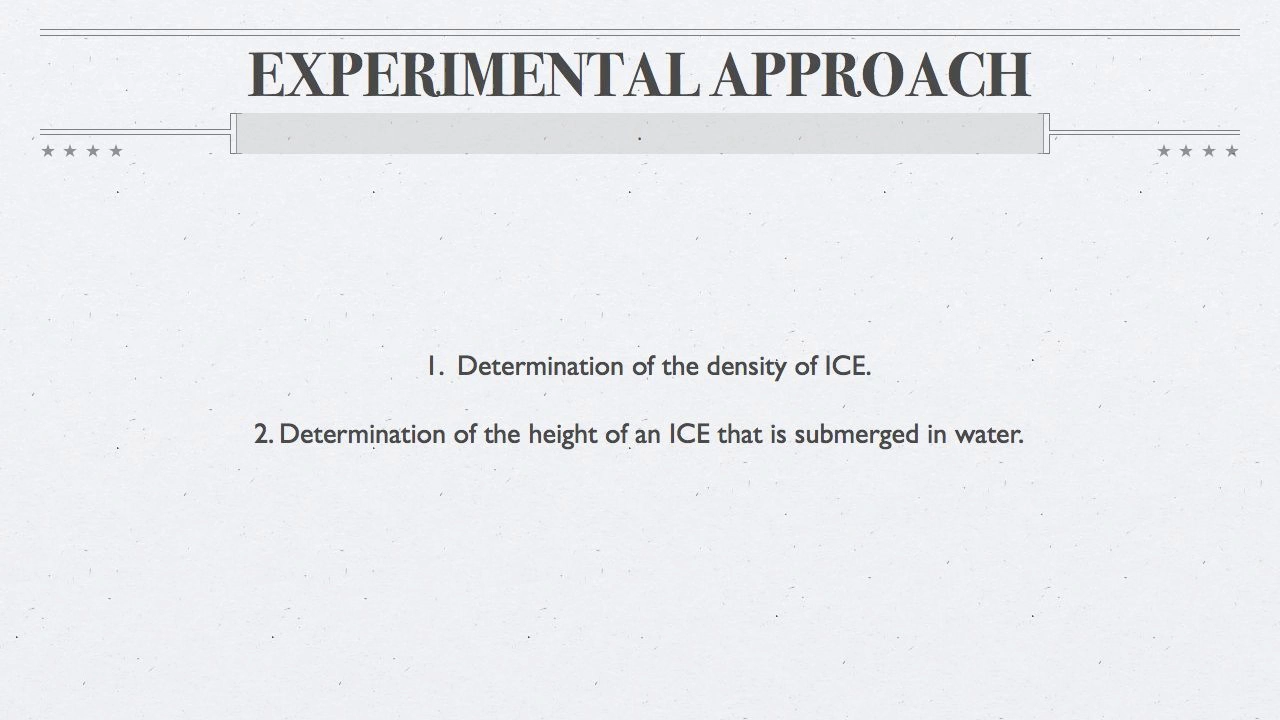 EXPERIMENTAL APPROACH
1. Determination of the density of ICE.
2. Determination of the height of an ICE that is submerged in water.